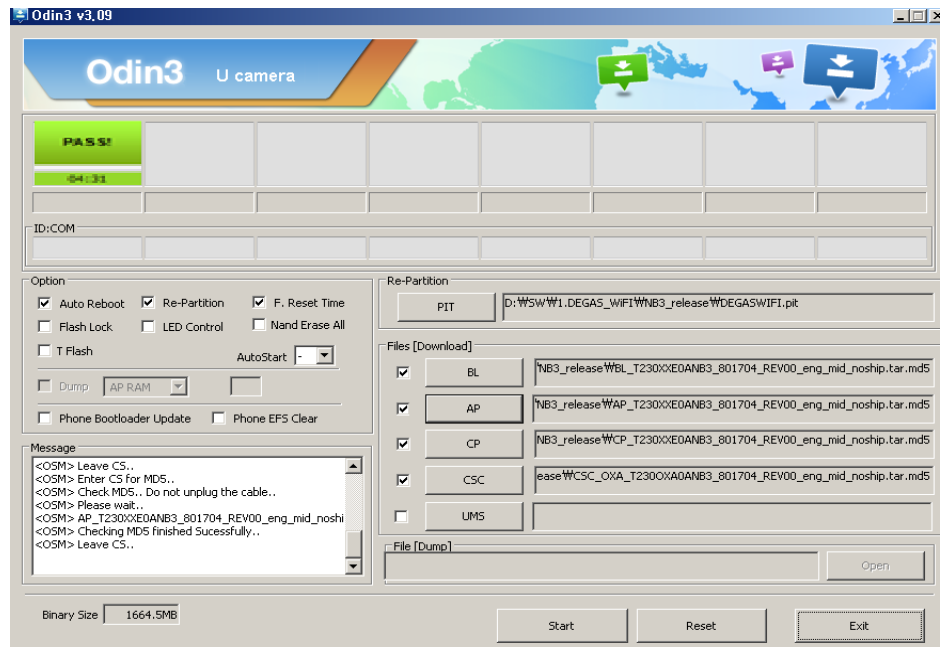 Odin3 v3.09
Odin3 U camera
PASS!
04:31
ID:COM
Option
Auto Reboot Re-Partition F. Reset Time
Flash Lock LED Control Nand Erase All
T Flash AutoStart -
Dump AP RAM
Phone Bootloader Update Phone EFS Clear
Message
<OSM> Leave CS..
<OSM> Enter CS for MD5..
<OSM> Check MD5.. Do not unplug the cable..
<OSM> Please wait..
<OSM> AP_T230XXE0ANB3_801704_REV00_eng_mid_noshi
<OSM> Checking MD5 finished Sucessfully..
<OSM> Leave CS..
Re-Partition
PIT D:₩SW₩1.DEGAS_WiFI₩NB3_release₩DEGASWIFI.pit
Files [Download]
BL NB3_release₩BL_T230XXE0ANB3_801704_REV00_eng_mid_noship.tar.md5
AP NB3_release₩AP_T230XXE0ANB3_801704_REV00_eng_mid_noship.tar.md5
CP NB3_release₩CP_T230XXE0ANB3_801704_REV00_eng_mid_noship.tar.md5
CSC ease₩CSC_OXA_T230OXA0ANB3_801704_REV00_eng_mid_noship.tar.md5
UMS
File [Dump]
Open
Binary Size 1664.5MB
Start Reset Exit